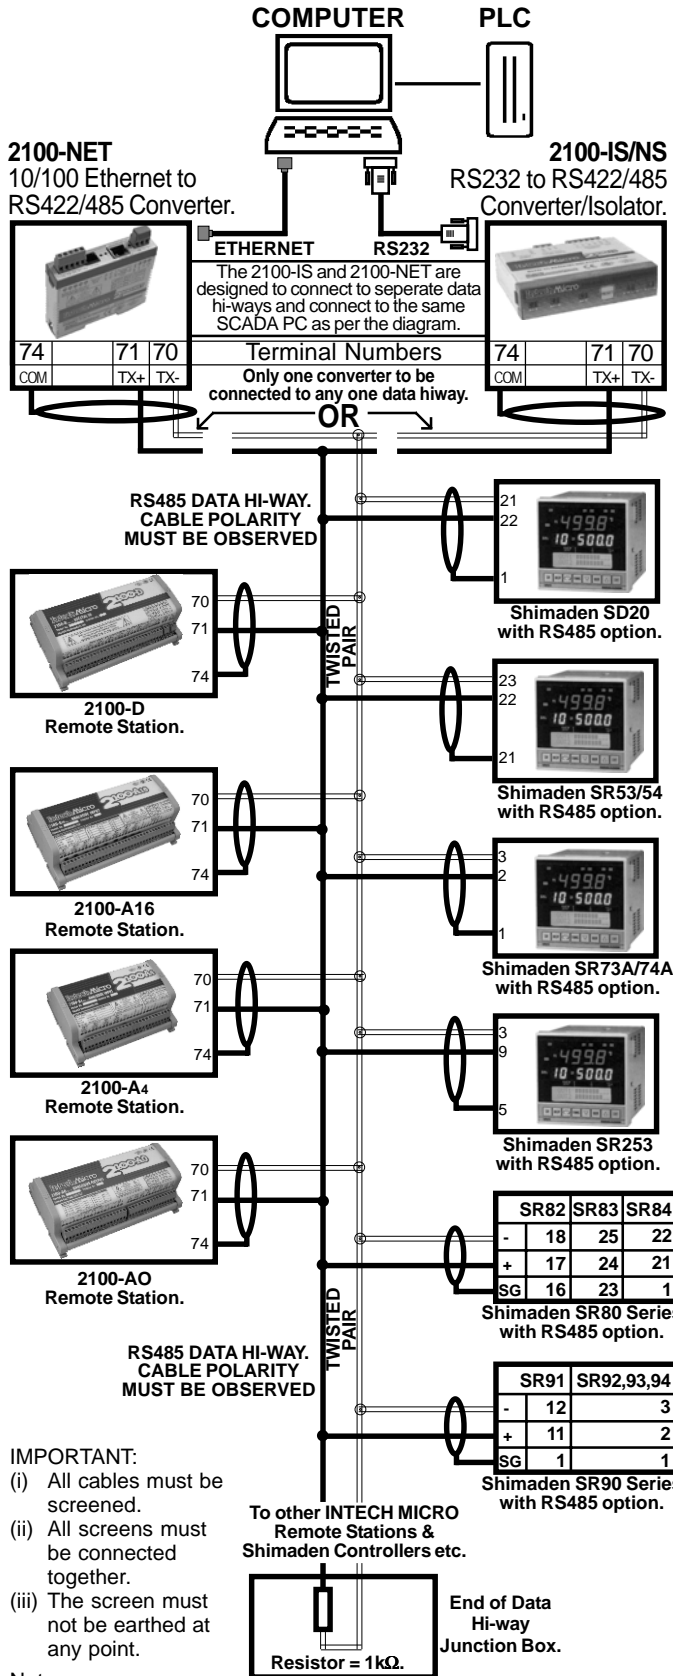 COMPUTER PLC
2100-NET
10/100 Ethernet to
RS422/485 Converter.
2100-IS/NS
RS232 to RS422/485
Converter/Isolator.
ETHERNET RS232
The 2100-IS and 2100-NET are
designed to connect to seperate data
hi-ways and connect to the same
SCADA PC as per the diagram.
74 71 70
COM TX+ TX-
Terminal Numbers
74 71 70
COM TX+ TX-
Only one converter to be
connected to any one data hiway.
OR
RS485 DATA HI-WAY.
CABLE POLARITY
MUST BE OBSERVED
21
22
1
Shimaden SD20
with RS485 option.
TWISTED
PAIR
70
71
74
2100-D
Remote Station.
23
22
21
Shimaden SR53/54
with RS485 option.
70
71
74
2100-A16
Remote Station.
3
2
1
Shimaden SR73A/74A
with RS485 option.
70
71
74
2100-A4
Remote Station.
3
9
5
Shimaden SR253
with RS485 option.
70
71
74
2100-AO
Remote Station.
SR82 SR83 SR84
- 18 25 22
+ 17 24 21
SG 16 23 1
Shimaden SR80 Series
with RS485 option.
TWISTED
PAIR
RS485 DATA HI-WAY.
CABLE POLARITY
MUST BE OBSERVED
SR91 SR92,93,94
- 12 3
+ 11 2
SG 1 1
Shimaden SR90 Series
with RS485 option.
IMPORTANT:
(i) All cables must be
screened.
(ii) All screens must
be connected
together.
(iii) The screen must
not be earthed at
any point.
To other INTECH MICRO
Remote Stations &
Shimaden Controllers etc.
End of Data
Hi-way
Junction Box.
Resistor = 1kΩ.